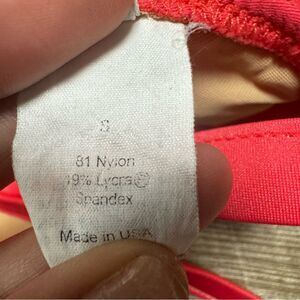 S
81 Nylon
19% Lycra©
Spandex
Made in USA